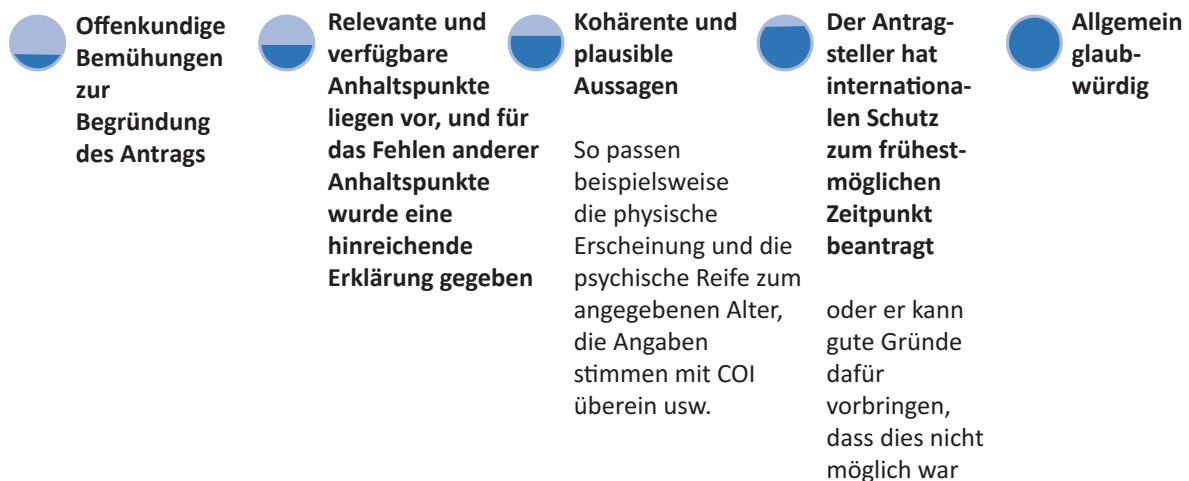 Offenkundige
Bemühungen
zur
Begründung
des Antrags
Relevante und
verfügbare
Anhaltspunkte
liegen vor, und für
das Fehlen anderer
Anhaltspunkte
wurde eine
hinreichende
Erklärung gegeben
Kohärente und
plausible
Aussagen
So passen
beispielsweise
die physische
Erscheinung und die
psychische Reife zum
angegebenen Alter,
die Angaben
stimmen mit COI
überein usw.
Der Antrag-
steller hat
internationa-
len Schutz
zum frühest-
möglichen
Zeitpunkt
beantragt
oder er kann
gute Gründe
dafür
vorbringen,
dass dies nicht
möglich war
Allgemein
glaub-
würdig